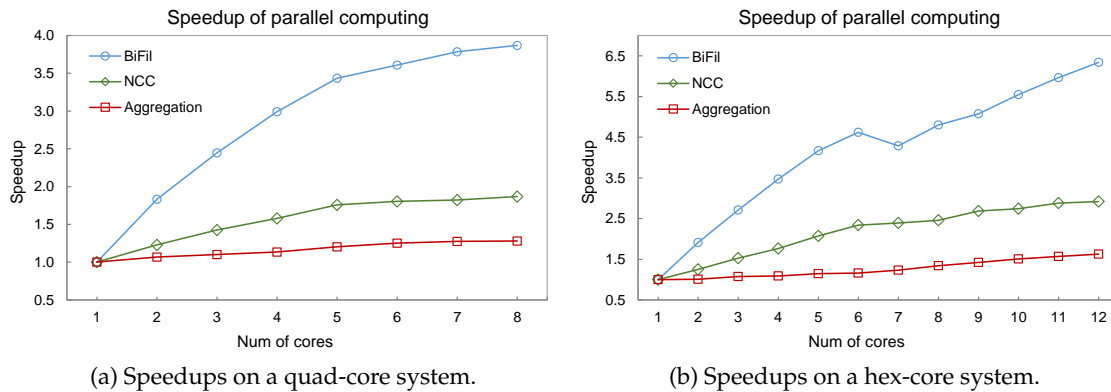 Speedup of parallel computing
4.0
3.5
3.0
2.5
2.0
1.5
1.0
0.5
Speedup
BiFil
NCC
Aggregation
1 2 3 4 5 6 7 8
Num of cores
(a) Speedups on a quad-core system.
Speedup of parallel computing
6.5
5.5
4.5
3.5
2.5
1.5
0.5
Speedup
BiFil
NCC
Aggregation
1 2 3 4 5 6 7 8 9 10 11 12
Num of cores
(b) Speedups on a hex-core system.